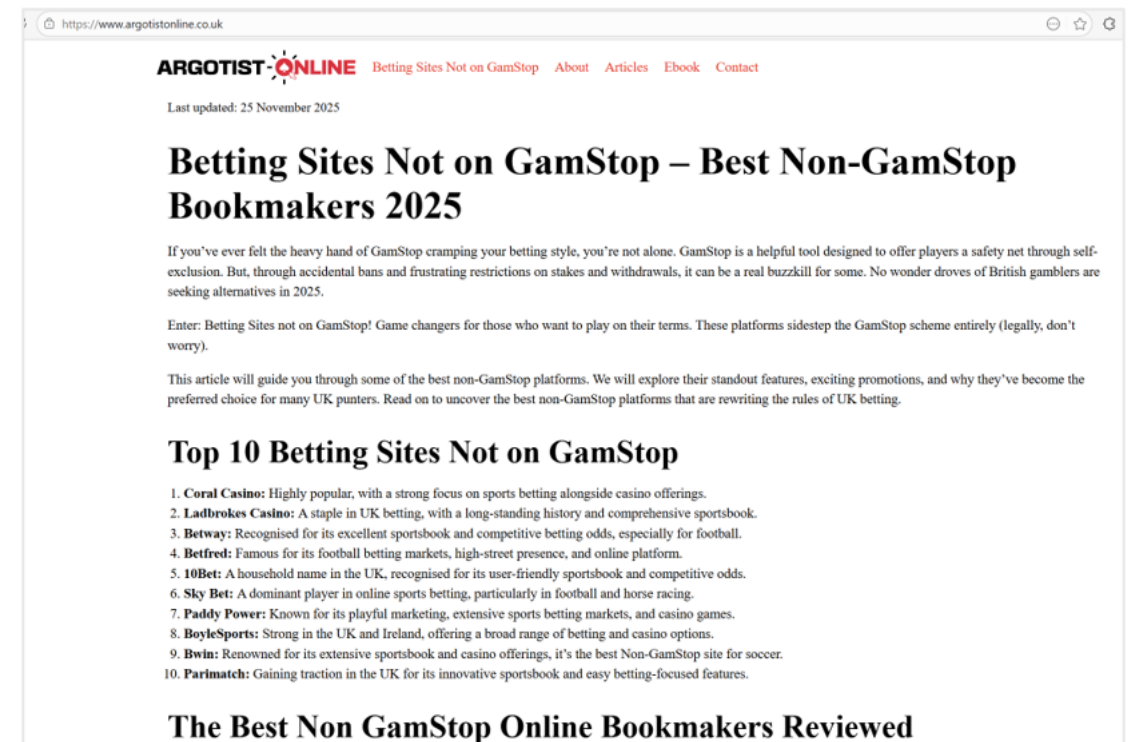 https://www.argotistonline.co.uk
ARGOTIST-ONLINE Betting Sites Not on GamStop About Articles Ebook Contact
Last updated: 25 November 2025
Betting Sites Not on GamStop – Best Non-GamStop
Bookmakers 2025
If you've ever felt the heavy hand of GamStop cramping your betting style, you're not alone. GamStop is a helpful tool designed to offer players a safety net through self-
exclusion. But, through accidental bans and frustrating restrictions on stakes and withdrawals, it can be a real buzzkill for some. No wonder droves of British gamblers are
seeking alternatives in 2025.
Enter: Betting Sites not on GamStop! Game changers for those who want to play on their terms. These platforms sidestep the GamStop scheme entirely (legally, don't
worry).
This article will guide you through some of the best non-GamStop platforms. We will explore their standout features, exciting promotions, and why they've become the
preferred choice for many UK punters. Read on to uncover the best non-GamStop platforms that are rewriting the rules of UK betting.
Top 10 Betting Sites Not on GamStop
1. Coral Casino: Highly popular, with a strong focus on sports betting alongside casino offerings.
2. Ladbrokes Casino: A staple in UK betting, with a long-standing history and comprehensive sportsbook.
3. Betway: Recognised for its excellent sportsbook and competitive betting odds, especially for football.
4. Betfred: Famous for its football betting markets, high-street presence, and online platform.
5. 10Bet: A household name in the UK, recognised for its user-friendly sportsbook and competitive odds.
6. Sky Bet: A dominant player in online sports betting, particularly in football and horse racing.
7. Paddy Power: Known for its playful marketing, extensive sports betting markets, and casino games.
8. BoyleSports: Strong in the UK and Ireland, offering a broad range of betting and casino options.
9. Bwin: Renowned for its extensive sportsbook and casino offerings, it's the best Non-GamStop site for soccer.
10. Parimatch: Gaining traction in the UK for its innovative sportsbook and easy betting-focused features.
The Best Non GamStop Online Bookmakers Reviewed